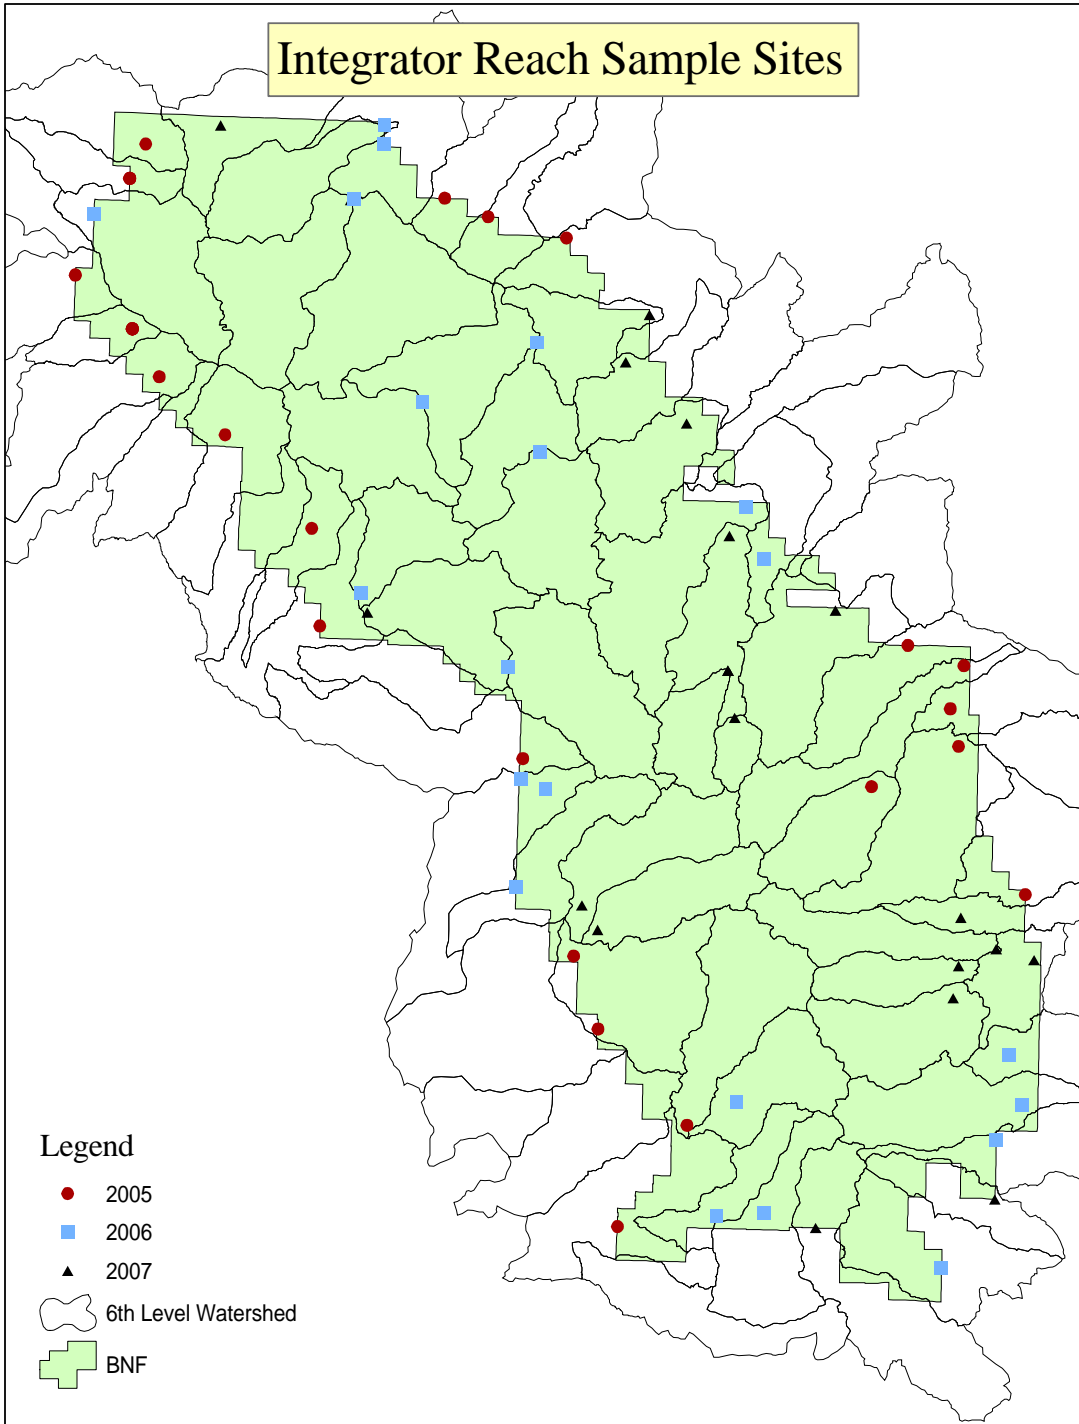 Integrator Reach Sample Sites
Legend
2005
2006
2007
6th Level Watershed
BNF